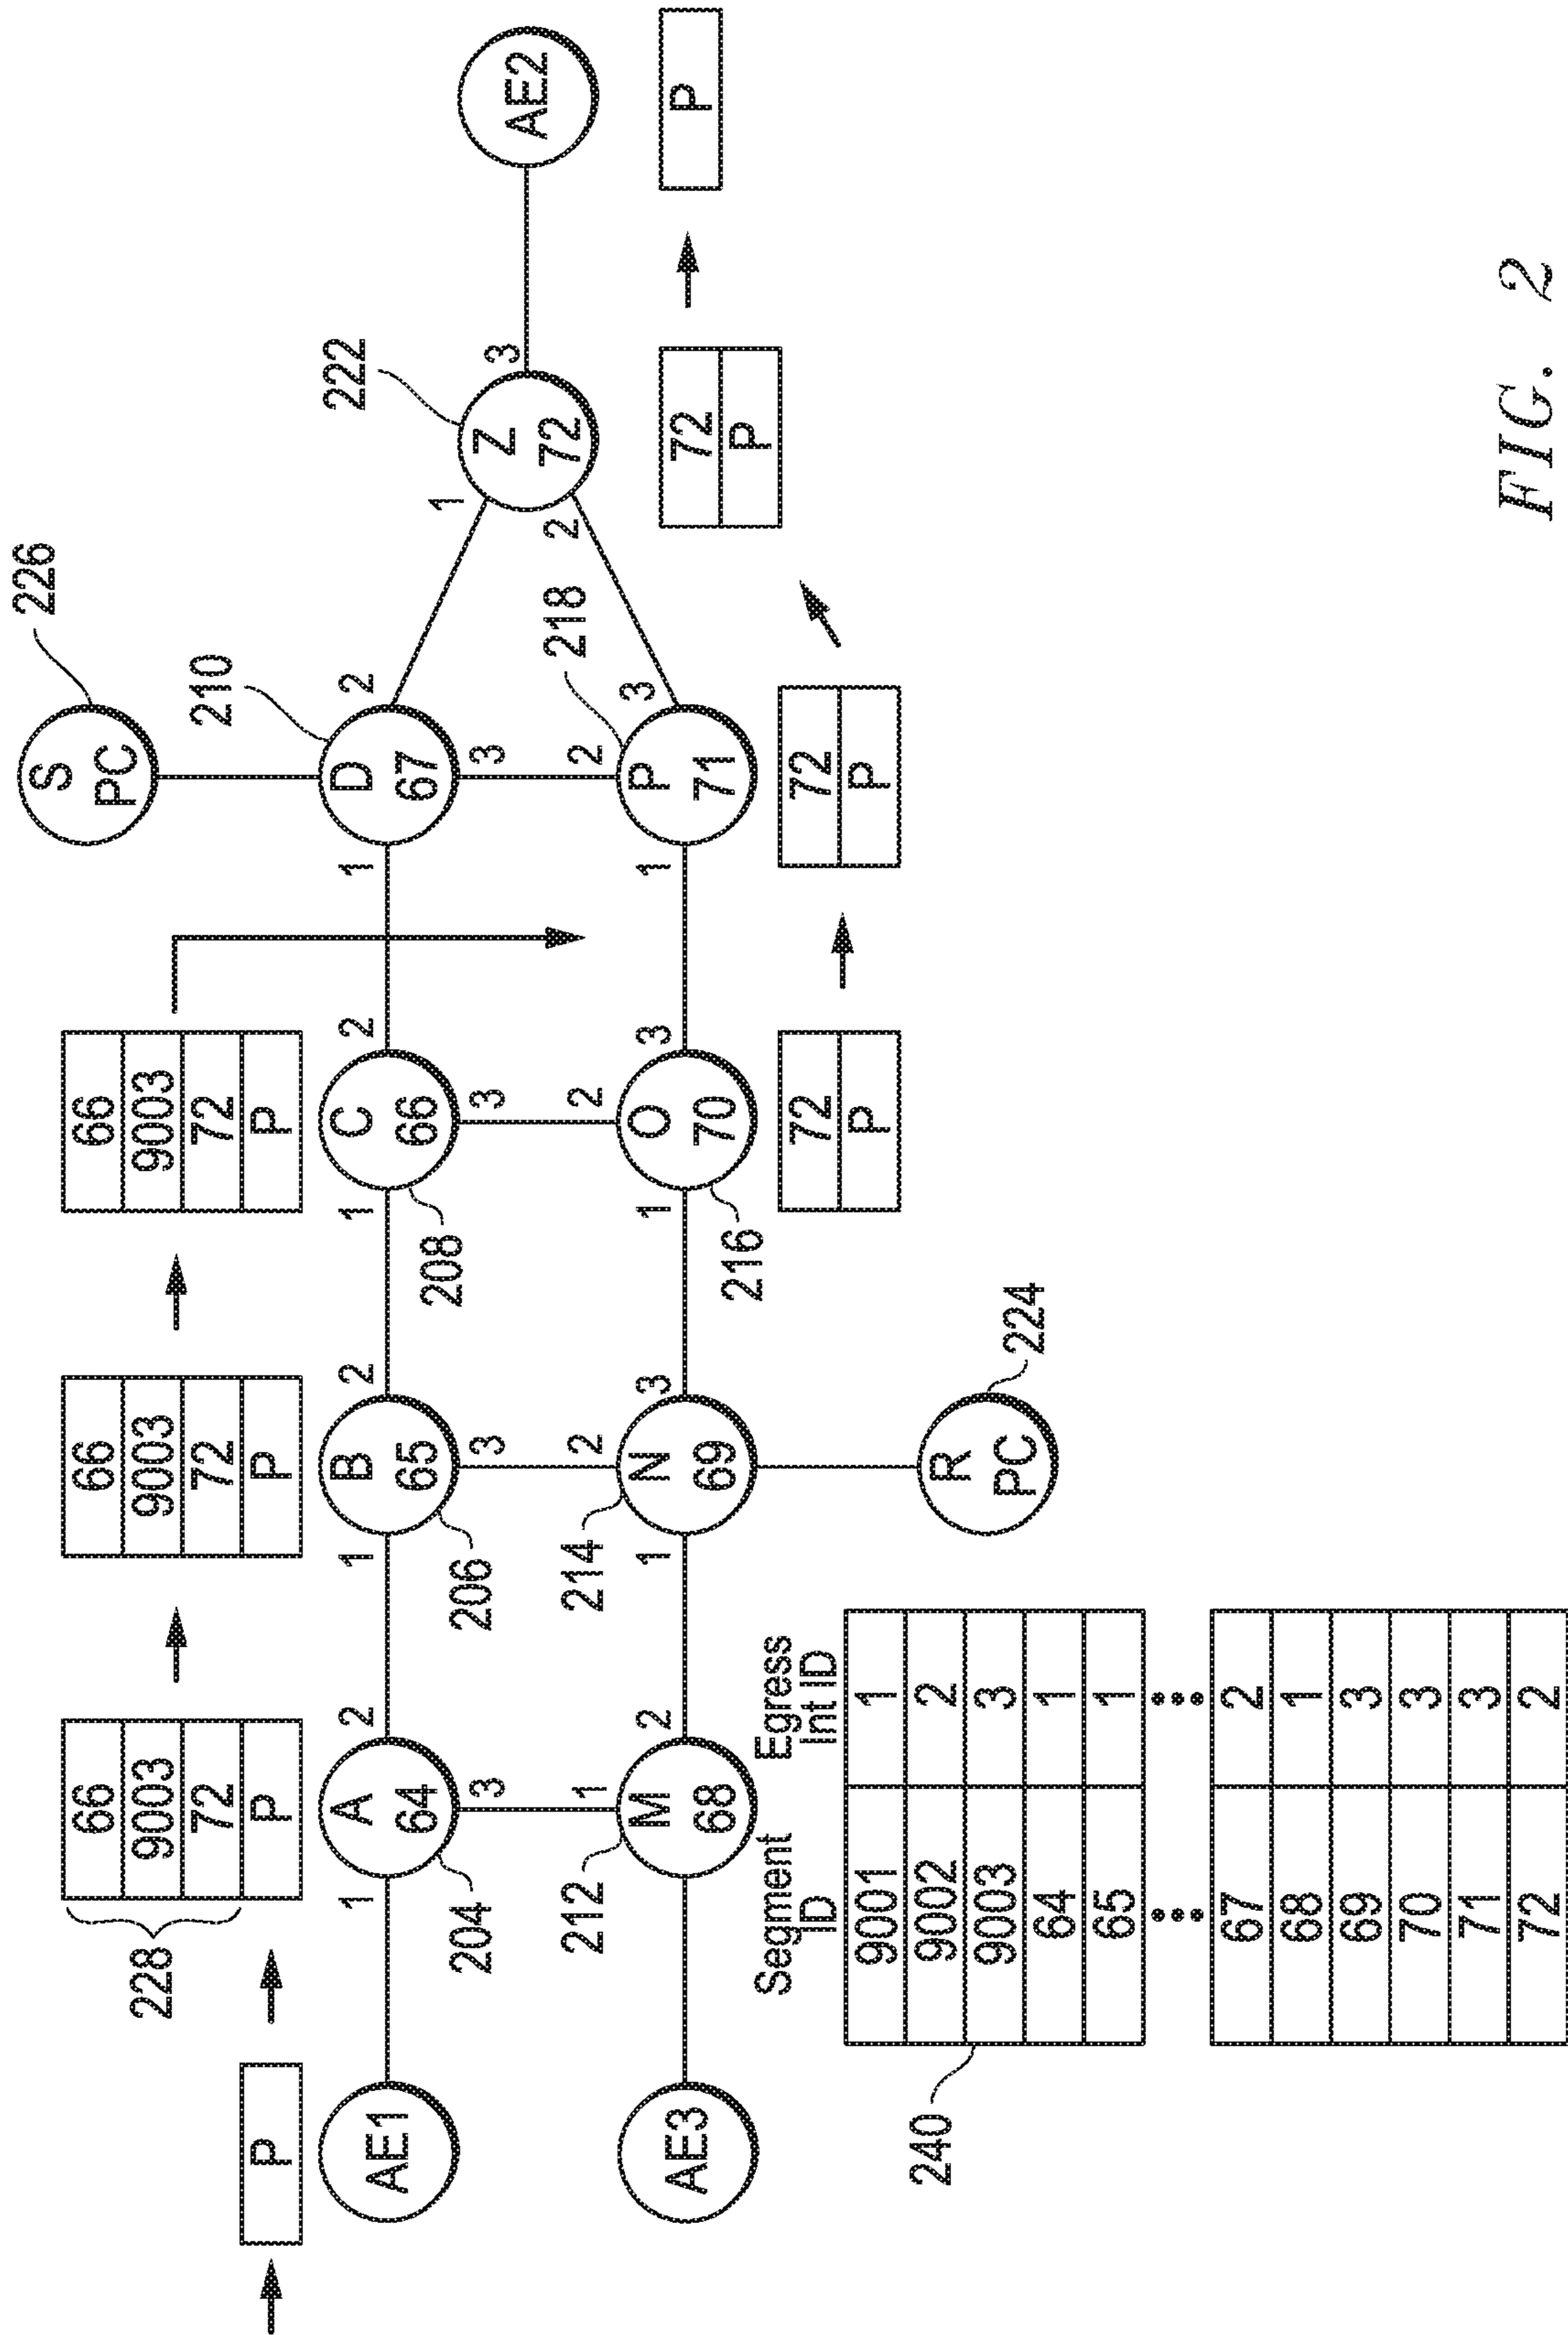 S
PC
226
66
9003
72
P
66
9003
72
P
66
9003
72
P
228
P
210
222
AE1
1
A
64
2
1
B
65
2
1
C
66
2
1
D
67
2
204
3
206
3
208
3
3
1
Z
72
3
2
AE2
212
1
214
2
2
2
218
AE3
M
68
2
1
N
69
3
1
O
70
3
1
P
71
3
216
72
P
72
P
72
P
P
R
PC
224
Segment
ID
Egress
Int ID
9001 1
9002 2
9003 3
64 1
65 1
67 2
68 1
69 3
70 3
71 3
72 2
240
FIG. 2